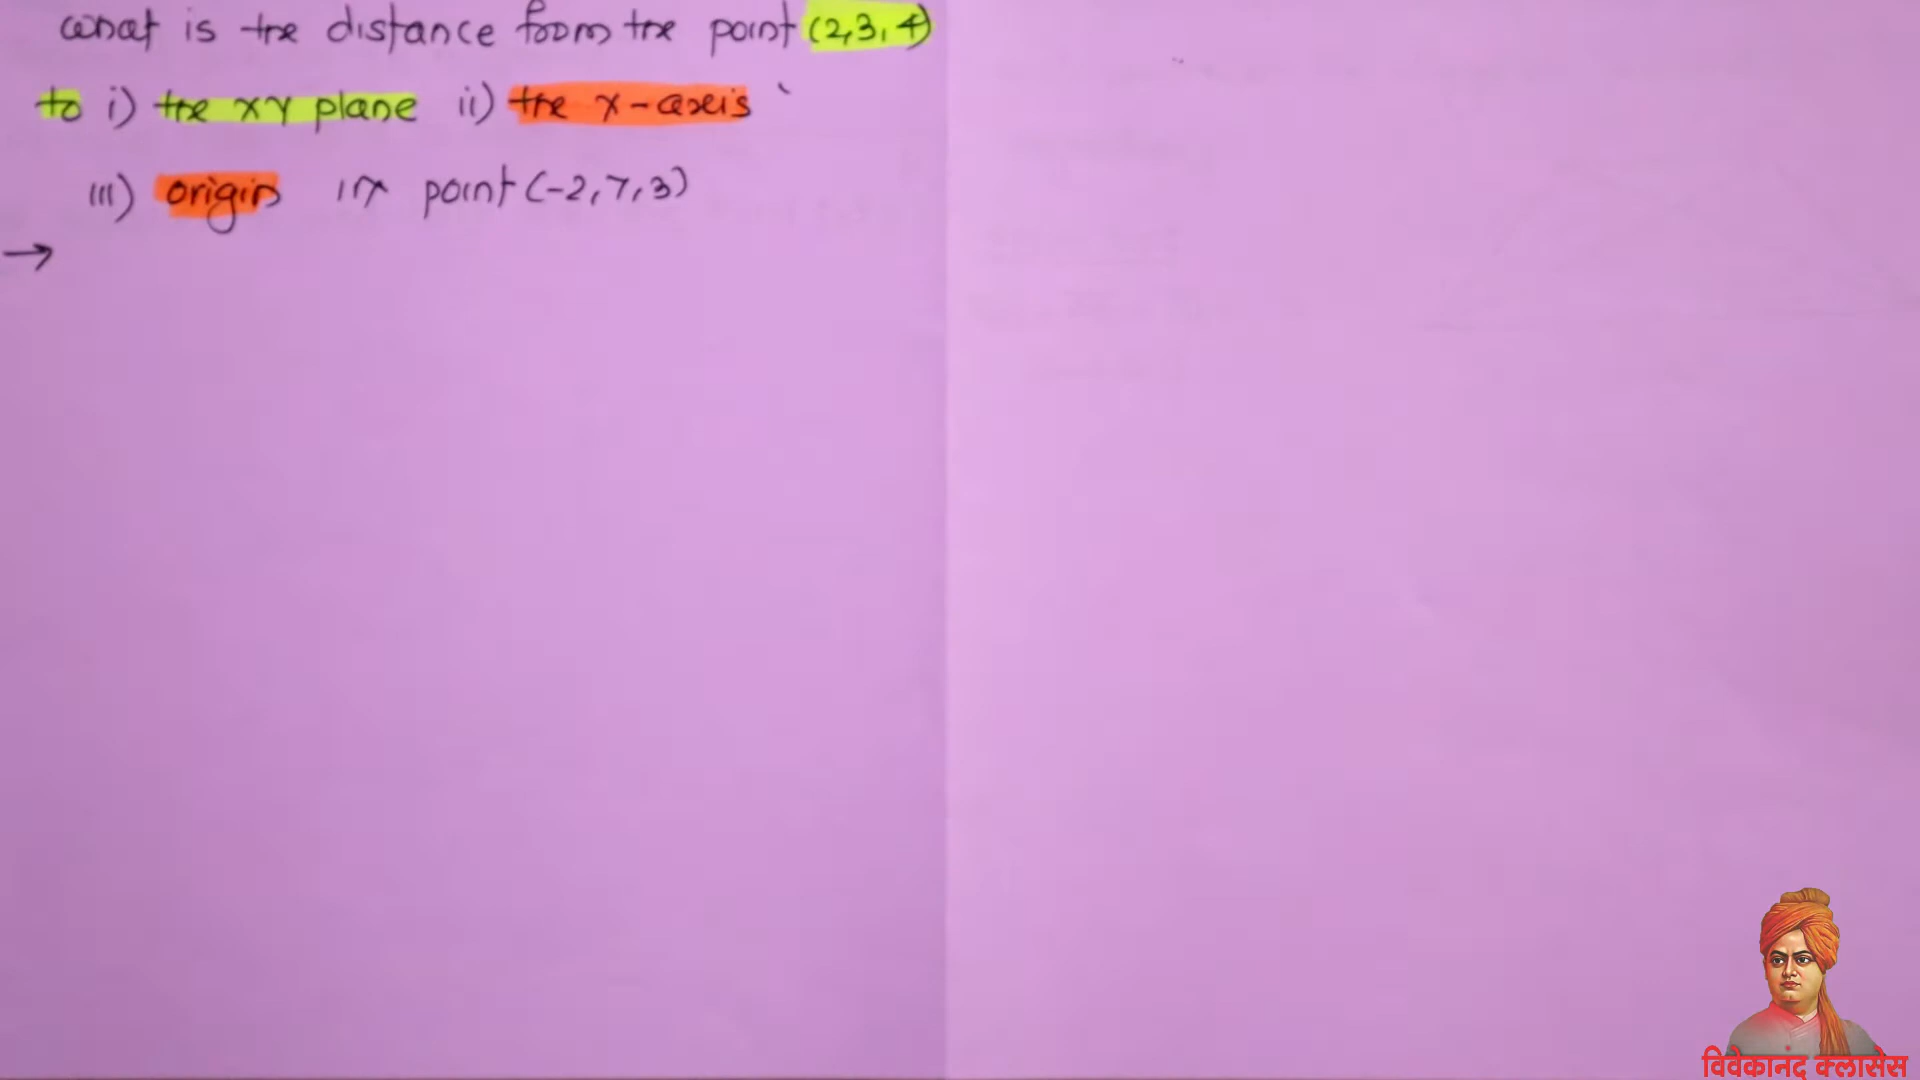 what is the distance from the point (2,3,4)
to i) the XY plane ii) the x-axis
iii) origin iv) point (-2,7,3)
→
विवेकानंद क्लासेस